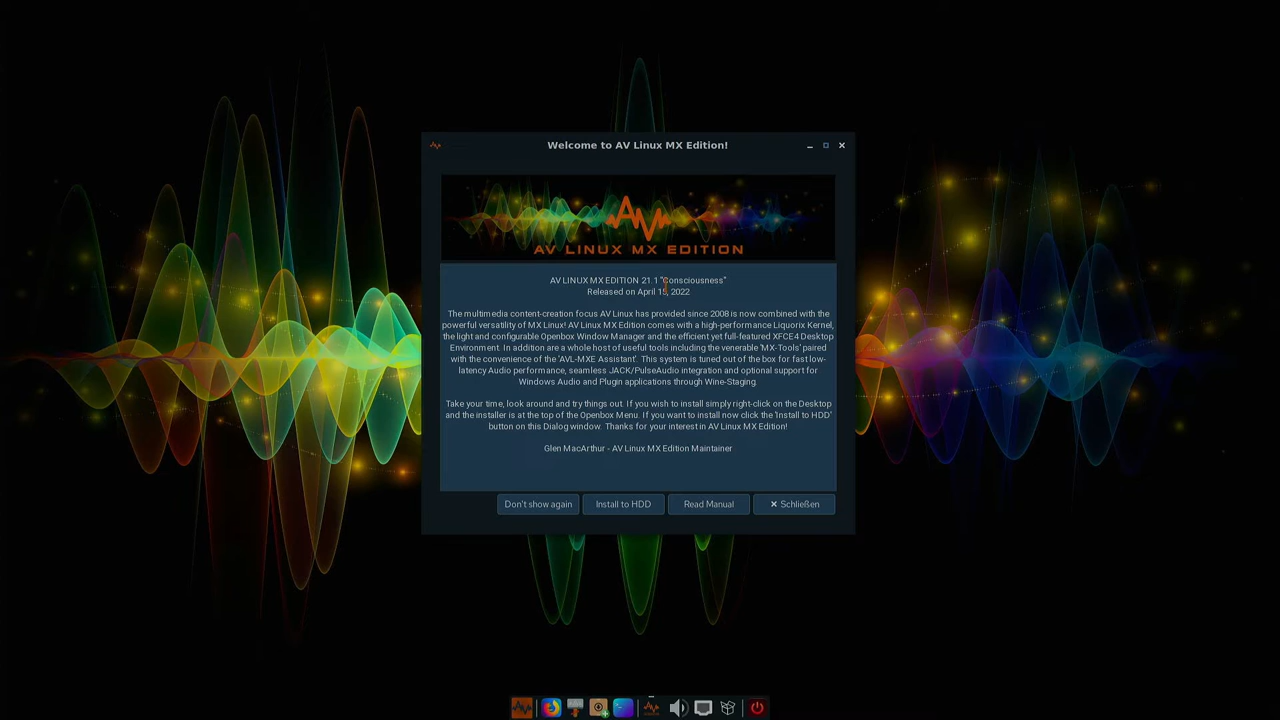 Welcome to AV Linux MX Edition!
AV LINUX MX EDITION
AV LINUX MX EDITION 21.1 "Consciousness"
Released on April 15, 2022
The multimedia content-creation focus AV Linux has provided since 2008 is now combined with the
powerful versatility of MX Linux! AV Linux MX Edition comes with a high-performance Liquorix Kernel,
the light and configurable Openbox Window Manager and the efficient yet full-featured XFCE4 Desktop
Environment. In addition are a whole host of useful tools including the venerable 'MX-Tools' paired
with the convenience of the 'AVL-MXE Assistant'. This system is tuned out of the box for fast low-
latency Audio performance, seamless JACK/PulseAudio integration and optional support for
Windows Audio and Plugin applications through Wine-Staging.
Take your time, look around and try things out. If you wish to install simply right-click on the Desktop
and the installer is at the top of the Openbox Menu. If you want to install now click the 'Install to HDD'
button on this Dialog window. Thanks for your interest in AV Linux MX Edition!
Glen MacArthur - AV Linux MX Edition Maintainer
Don't show again
Install to HDD
Read Manual
Schließen